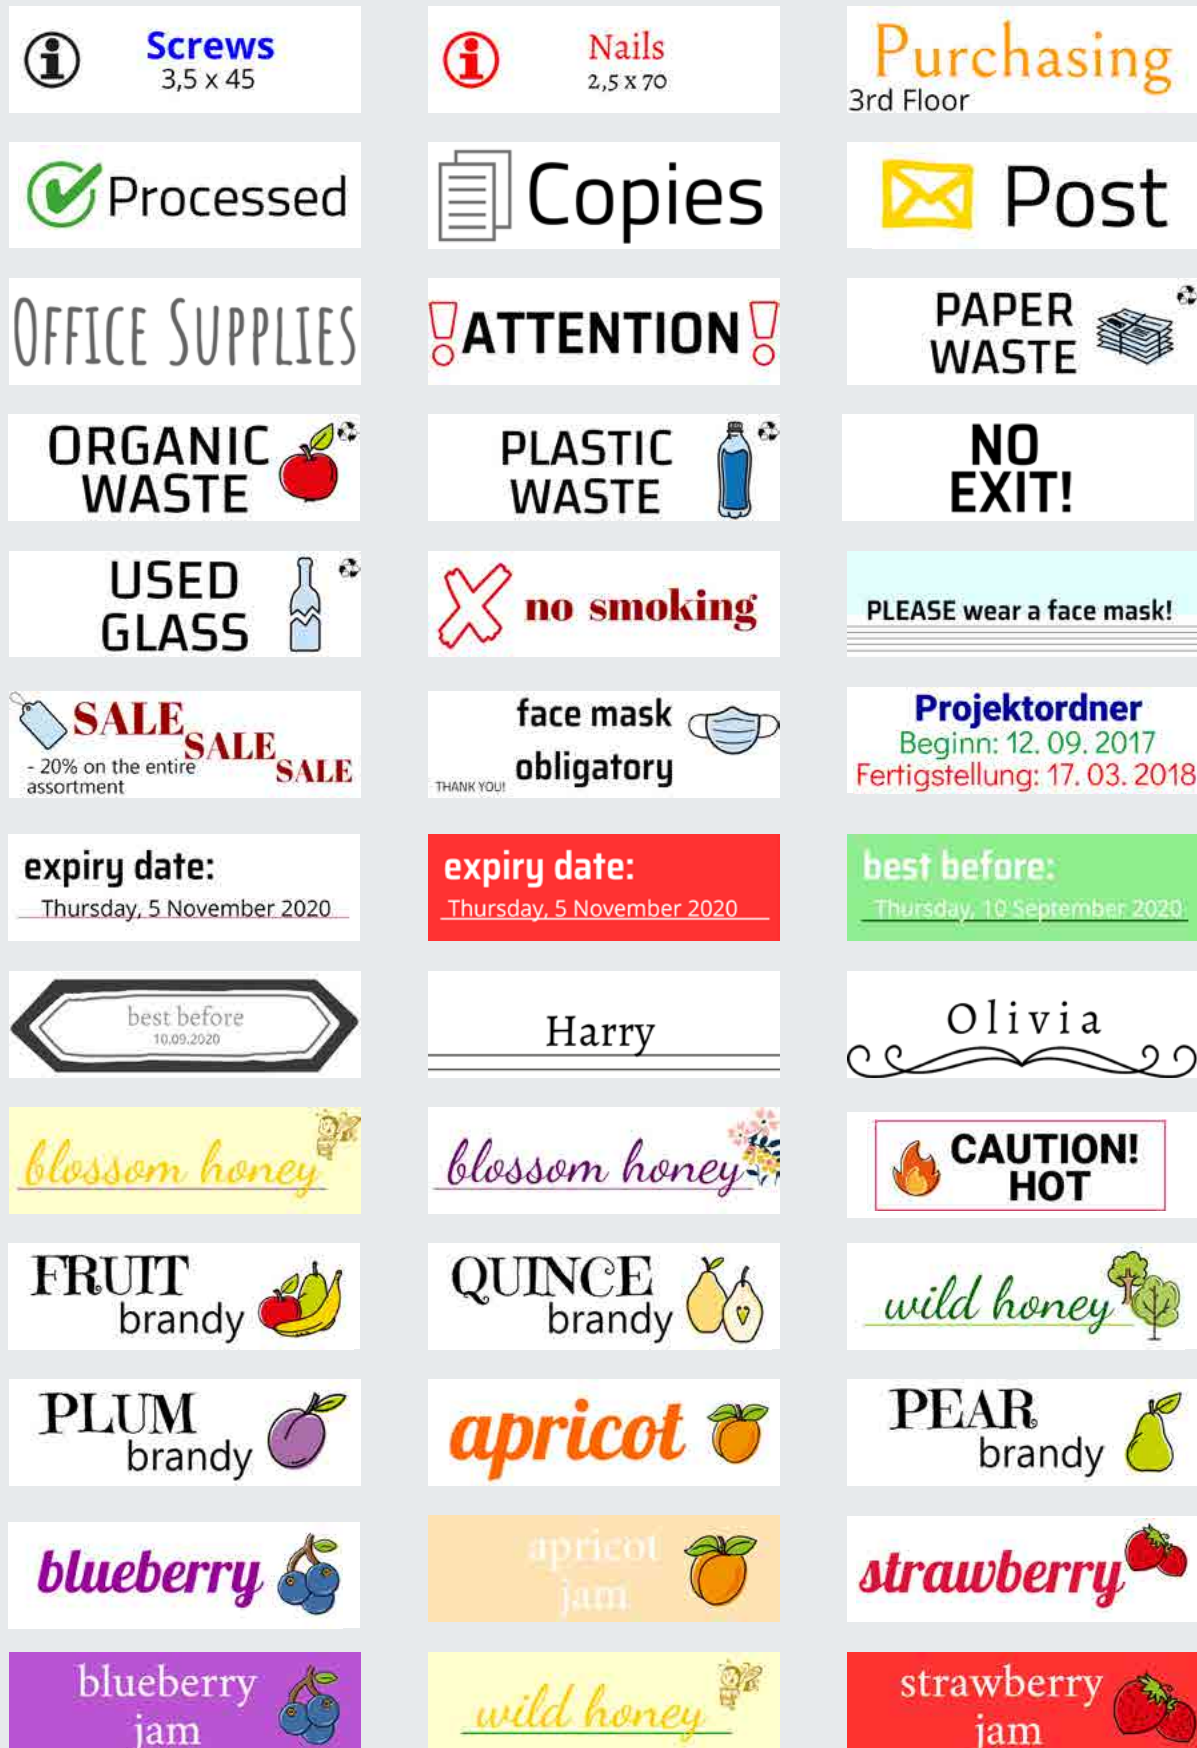 Screws
3,5 x 45
Nails
2,5 x 70
Purchasing
3rd Floor
Processed
Copies
Post
OFFICE SUPPLIES
ATTENTION
PAPER
WASTE
ORGANIC
WASTE
PLASTIC
WASTE
NO
EXIT!
USED
GLASS
no smoking
PLEASE wear a face mask!
SALE
SALE
SALE
- 20% on the entire
assortment
face mask
obligatory
THANK YOU!
Projektordner
Beginn: 12. 09. 2017
Fertigstellung: 17. 03. 2018
expiry date:
Thursday, 5 November 2020
expiry date:
Thursday, 5 November 2020
best before:
Thursday, 10 September 2020
best before
10.09.2020
Harry
Olivia
blossom honey
blossom honey
CAUTION!
HOT
FRUIT
brandy
QUINCE
brandy
wild honey
PLUM
brandy
apricot
PEAR
brandy
blueberry
apricot
jam
strawberry
blueberry
jam
wild honey
strawberry
jam